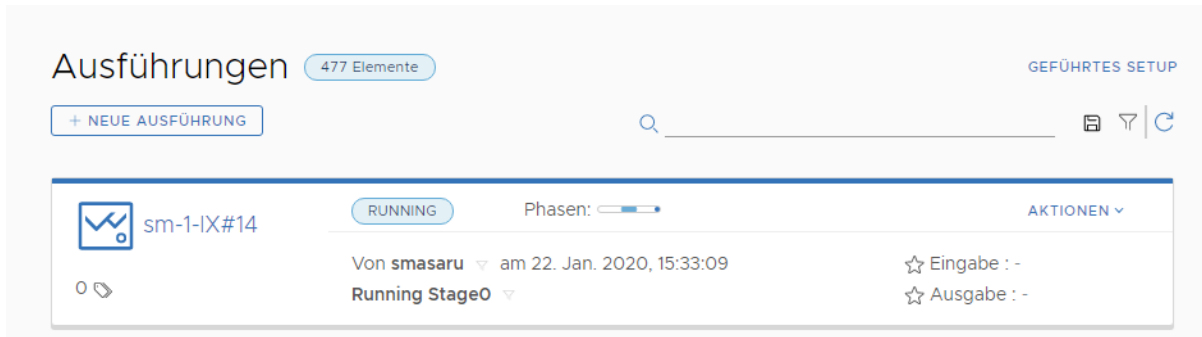 Ausführungen 477 Elemente
GEFÜHRTES SETUP
+ NEUE AUSFÜHRUNG
sm-1-IX#14
RUNNING Phasen:
AKTIONEN
Von smasaru am 22. Jan. 2020, 15:33:09
Eingabe : -
0
Running Stage0
Ausgabe : -